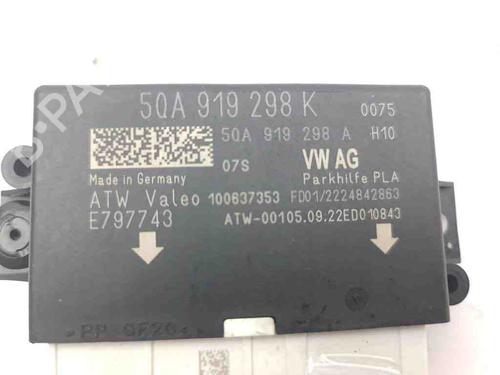 5QA 919 298 K 0075
5QA 919 298 A H10
07S VW AG
Made in Germany Parkhilfe PLA
ATW Valeo 100637353 FD01/2224842863
E797743 ATW-00105.09.22ED010843